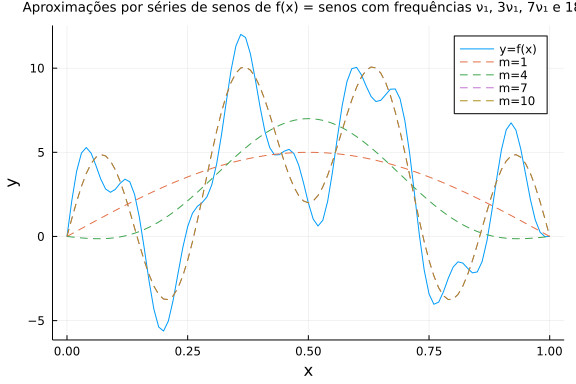 Aproximações por séries de senos de f(x) = senos com frequências ν₁, 3ν₁, 7ν₁ e 18
y=f(x)
m=1
m=4
m=7
m=10
10
5
0
−5
y
0.00 0.25 0.50 0.75 1.00
x